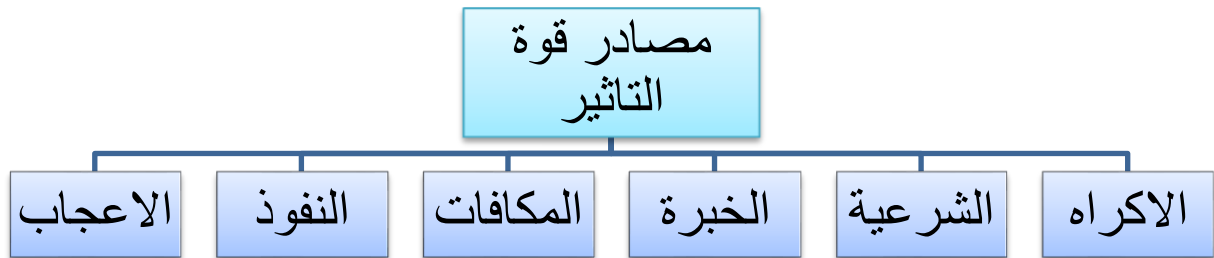 مصادر قوة
التاثير
الاكراه
الشرعية
الخبرة
المكافات
النفوذ
الاعجاب